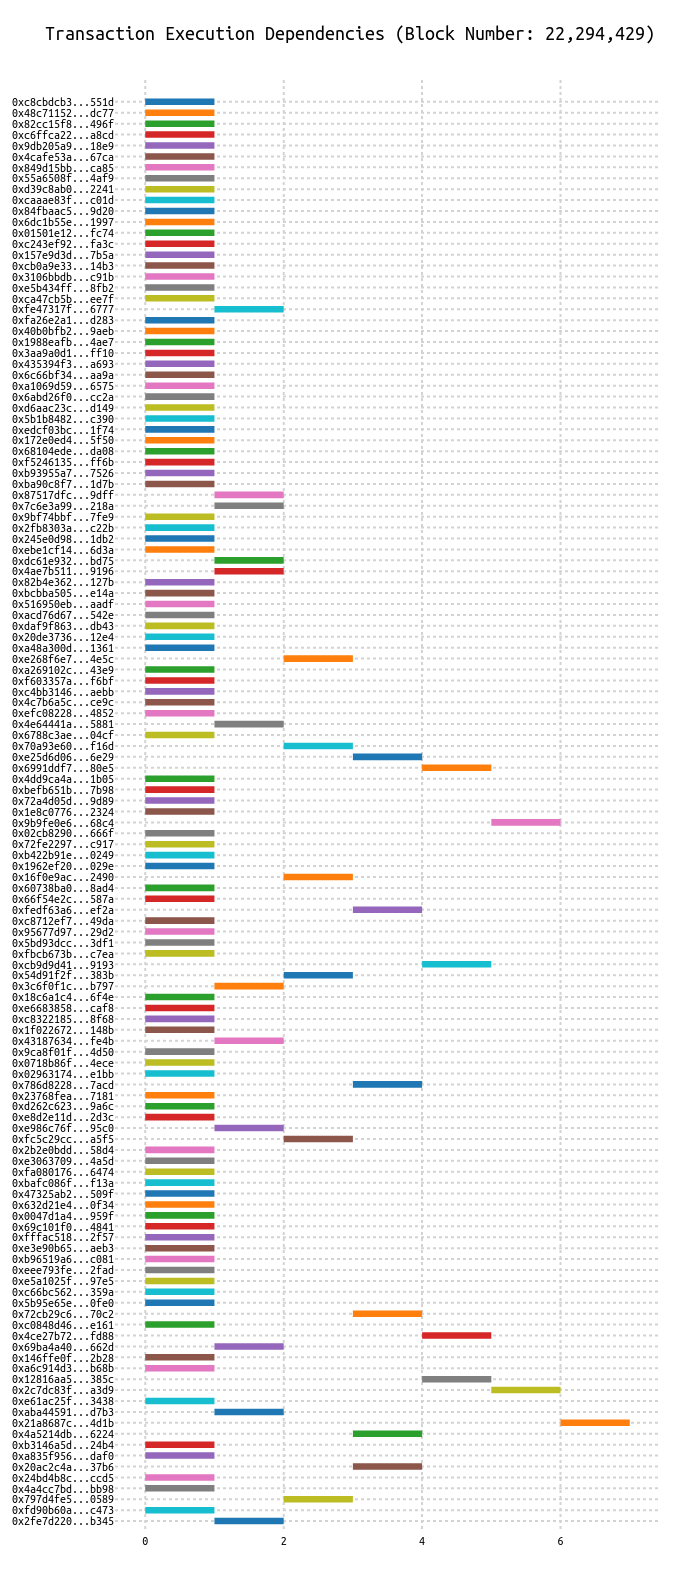 Transaction Execution Dependencies (Block Number: 22,294,429)
0xc8cbdcb3...551d
0x48c71152...dc77
0x82cc15f8...496f
0xc6ffca22...a8cd
0x9db205a9...18e9
0x4cafe53a...67ca
0x849d15bb...ca85
0x55a6508f...4af9
0xd39c8ab0...2241
0xcaaae83f...c01d
0x84fbaac5...9d20
0x6dc1b55e...1997
0x01501e12...fc74
0xc243ef92...fa3c
0x157e9d3d...7b5a
0xcb0a9e33...14b3
0x3106bbdb...c91b
0xe5b434ff...8fb2
0xca47cb5b...ee7f
0xfe47317f...6777
0xfa26e2a1...d283
0x40b0bfb2...9aeb
0x1988eafb...4ae7
0x3aa9a0d1...ff10
0x435394f3...a693
0x6c66bf34...aa9a
0xa1069d59...6575
0x6abd26f0...cc2a
0xd6aac23c...d149
0x5b1b8482...c390
0xedcf03bc...1f74
0x172e0ed4...5f50
0x68104ede...da08
0xf5246135...ff6b
0xb93955a7...7526
0xba90c8f7...1d7b
0x87517dfc...9dff
0x7c6e3a99...218a
0x9bf74bbf...7fe9
0x2fb8303a...c22b
0x245e0d98...1db2
0xebe1cf14...6d3a
0xdc61e932...bd75
0x4ae7b511...9196
0x82b4e362...127b
0xbcbba505...e14a
0x516950eb...aadf
0xacd76d67...542e
0xdaf9f863...db43
0x20de3736...12e4
0xa48a300d...1361
0xe268f6e7...4e5c
0xa269102c...43e9
0xf603357a...f6bf
0xc4bb3146...aebb
0x4c7b6a5c...ce9c
0xefc08228...4852
0x4e64441a...5881
0x6788c3ae...04cf
0x70a93e60...f16d
0xe25d6d06...6e29
0x6991ddf7...80e5
0x4dd9ca4a...1b05
0xbefb651b...7b98
0x72a4d05d...9d89
0x1e8c0776...2324
0x9b9fe0e6...68c4
0x02cb8290...666f
0x72fe2297...c917
0xb422b91e...0249
0x1962ef20...029e
0x16f0e9ac...2490
0x60738ba0...8ad4
0x66f54e2c...587a
0xfedf63a6...ef2a
0xc8712ef7...49da
0x95677d97...29d2
0x5bd93dcc...3df1
0xfbcb673b...c7ea
0xcb9d9d41...9193
0x54d91f2f...383b
0x3c6f0f1c...b797
0x18c6a1c4...6f4e
0xe6683858...caf8
0xc8322185...8f68
0x1f022672...148b
0x43187634...fe4b
0x9ca8f01f...4d50
0x0718b86f...4ece
0x02963174...e1bb
0x786d8228...7acd
0x23768fea...7181
0xd262c623...9a6c
0xe8d2e11d...2d3c
0xe986c76f...95c0
0xfc5c29cc...a5f5
0x2b2e0bdd...58d4
0xe3063709...4a5d
0xfa080176...6474
0xbafc086f...f13a
0x47325ab2...509f
0x632d21e4...0f34
0x0047d1a4...959f
0x69c101f0...4841
0xfffac518...2f57
0xe3e90b65...aeb3
0xb96519a6...c081
0xeee793fe...2fad
0xe5a1025f...97e5
0xc66bc562...359a
0x5b95e65e...0fe0
0x72cb29c6...70c2
0xc0848d46...e161
0x4ce27b72...fd88
0x69ba4a40...662d
0x146ffe0f...2b28
0xa6c914d3...b68b
0x12816aa5...385c
0x2c7dc83f...a3d9
0xe61ac25f...3438
0xaba44591...d7b3
0x21a8687c...4d1b
0x4a5214db...6224
0xb3146a5d...24b4
0xa835f956...daf0
0x20ac2c4a...37b6
0x24bd4b8c...ccd5
0x4a4cc7bd...bb98
0x797d4fe5...0589
0xfd90b60a...c473
0x2fe7d220...b345
0 2 4 6